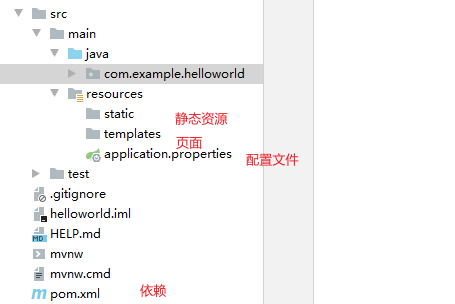 src
main
java
com.example.helloworld
resources
static 静态资源
templates 页面
application.properties 配置文件
test
.gitignore
helloworld.iml
MD HELP.md
mvnw
mvnw.cmd
m pom.xml 依赖